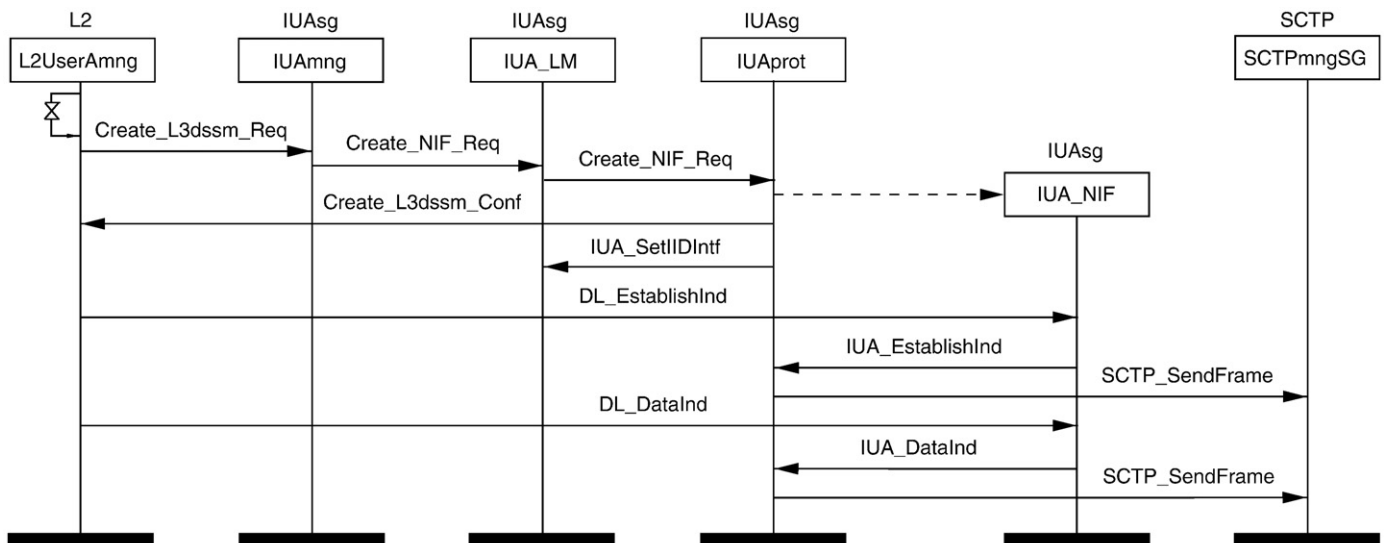 L2 IUAsg IUAsg IUAsg SCTP
L2UserAmng IUAmng IUA_LM IUAprot SCTPmngSG
Create_L3dssm_Req
Create_NIF_Req
Create_NIF_Req
IUAsg
IUA_NIF
Create_L3dssm_Conf
IUA_SetIIDIntf
DL_EstablishInd
IUA_EstablishInd
SCTP_SendFrame
DL_DataInd
IUA_DataInd
SCTP_SendFrame